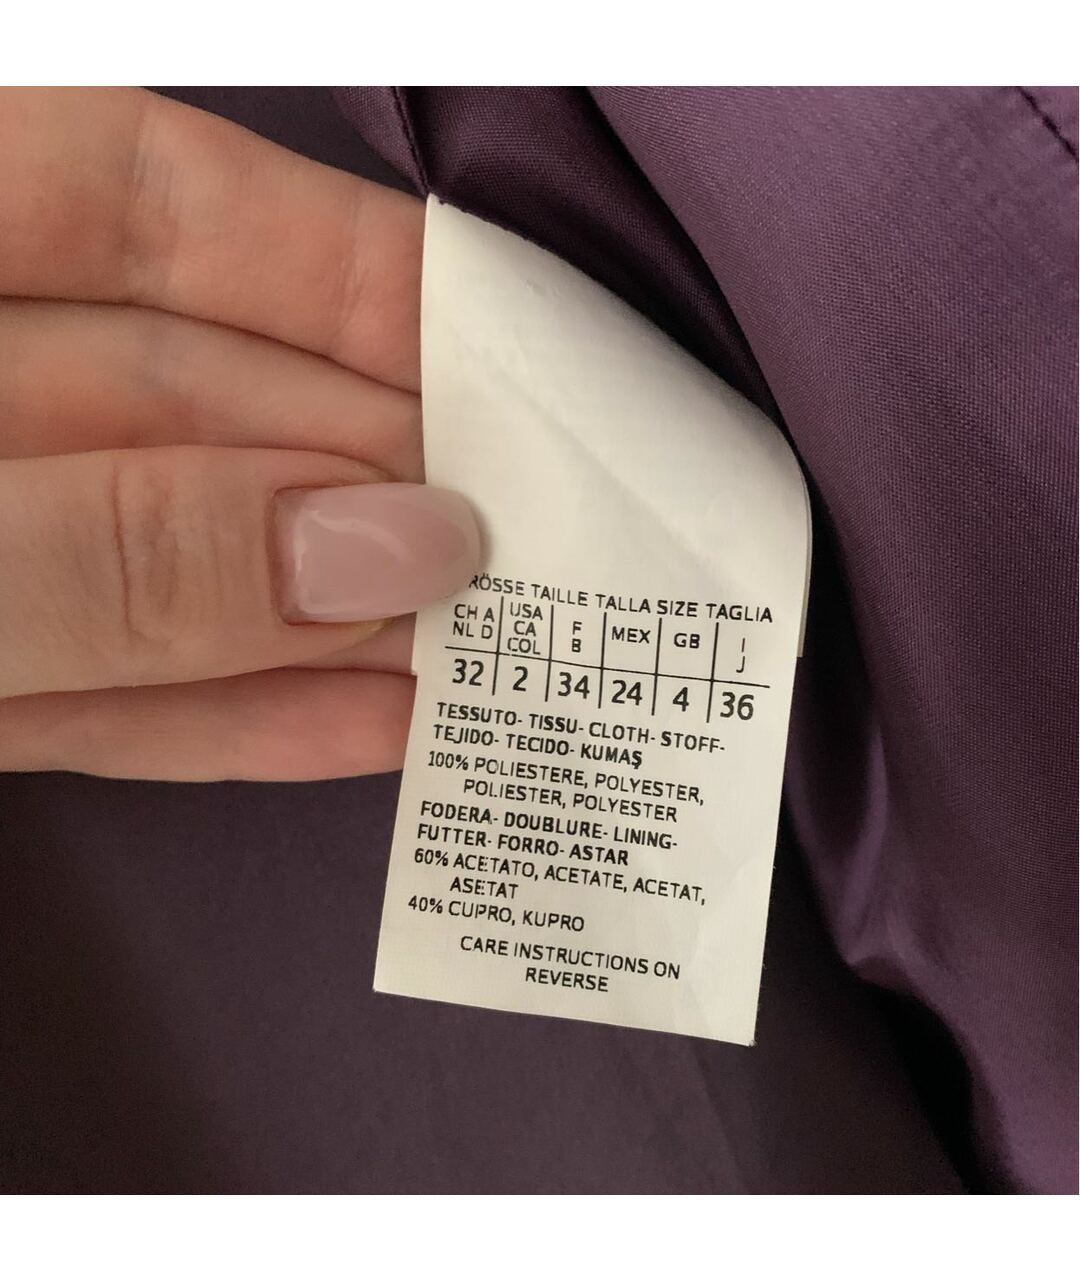 RÖSSE TAILLE TALLA SIZE TAGLIA
CH A USA F MEX GB I
NL D CA B J
COL
32 2 34 24 4 36
TESSUTO- TISSU- CLOTH- STOFF-
TEJIDO- TECIDO- KUMAŞ
100% POLIESTERE, POLYESTER,
POLIESTER, POLYESTER
FODERA- DOUBLURE- LINING-
FUTTER- FORRO- ASTAR
60% ACETATO, ACETATE, ACETAT,
ASETAT
40% CUPRO, KUPRO
CARE INSTRUCTIONS ON
REVERSE